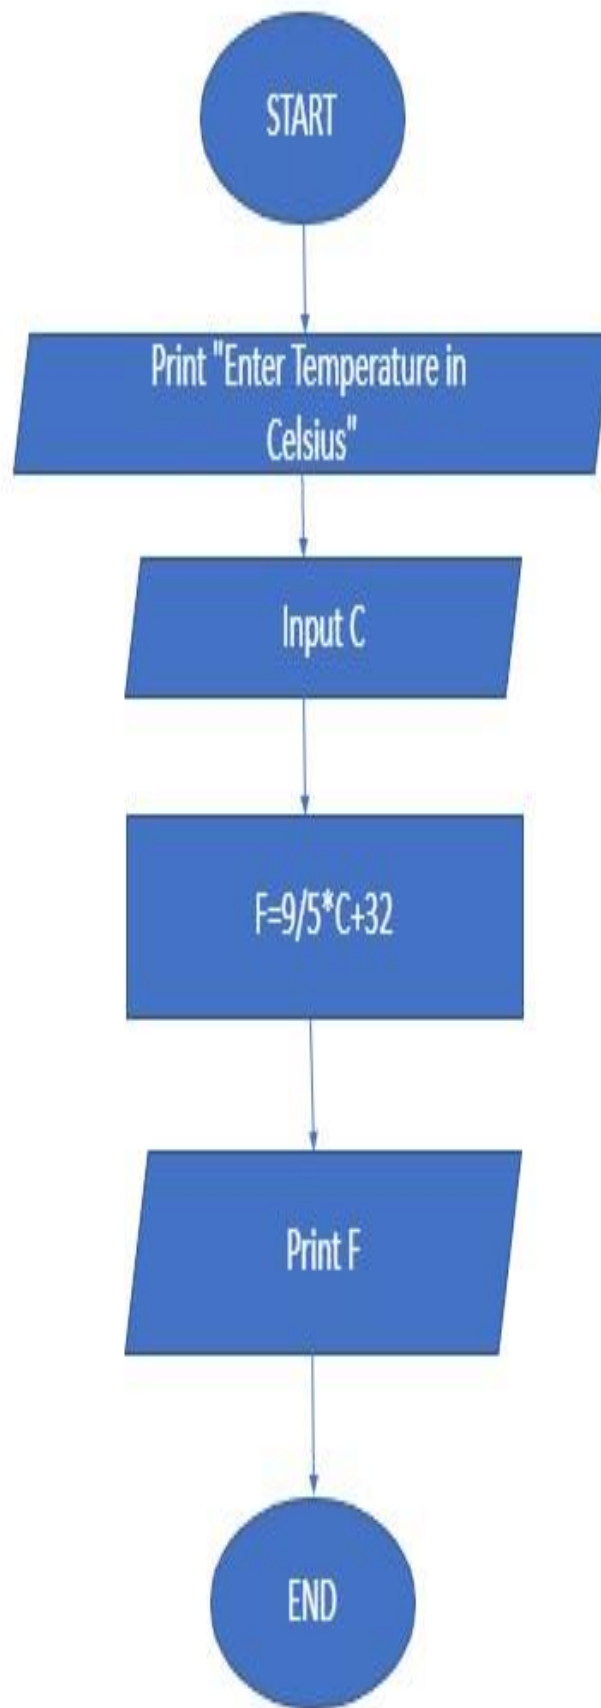 START
Print "Enter Temperature in
Celsius"
Input C
F=9/5*C+32
Print F
END